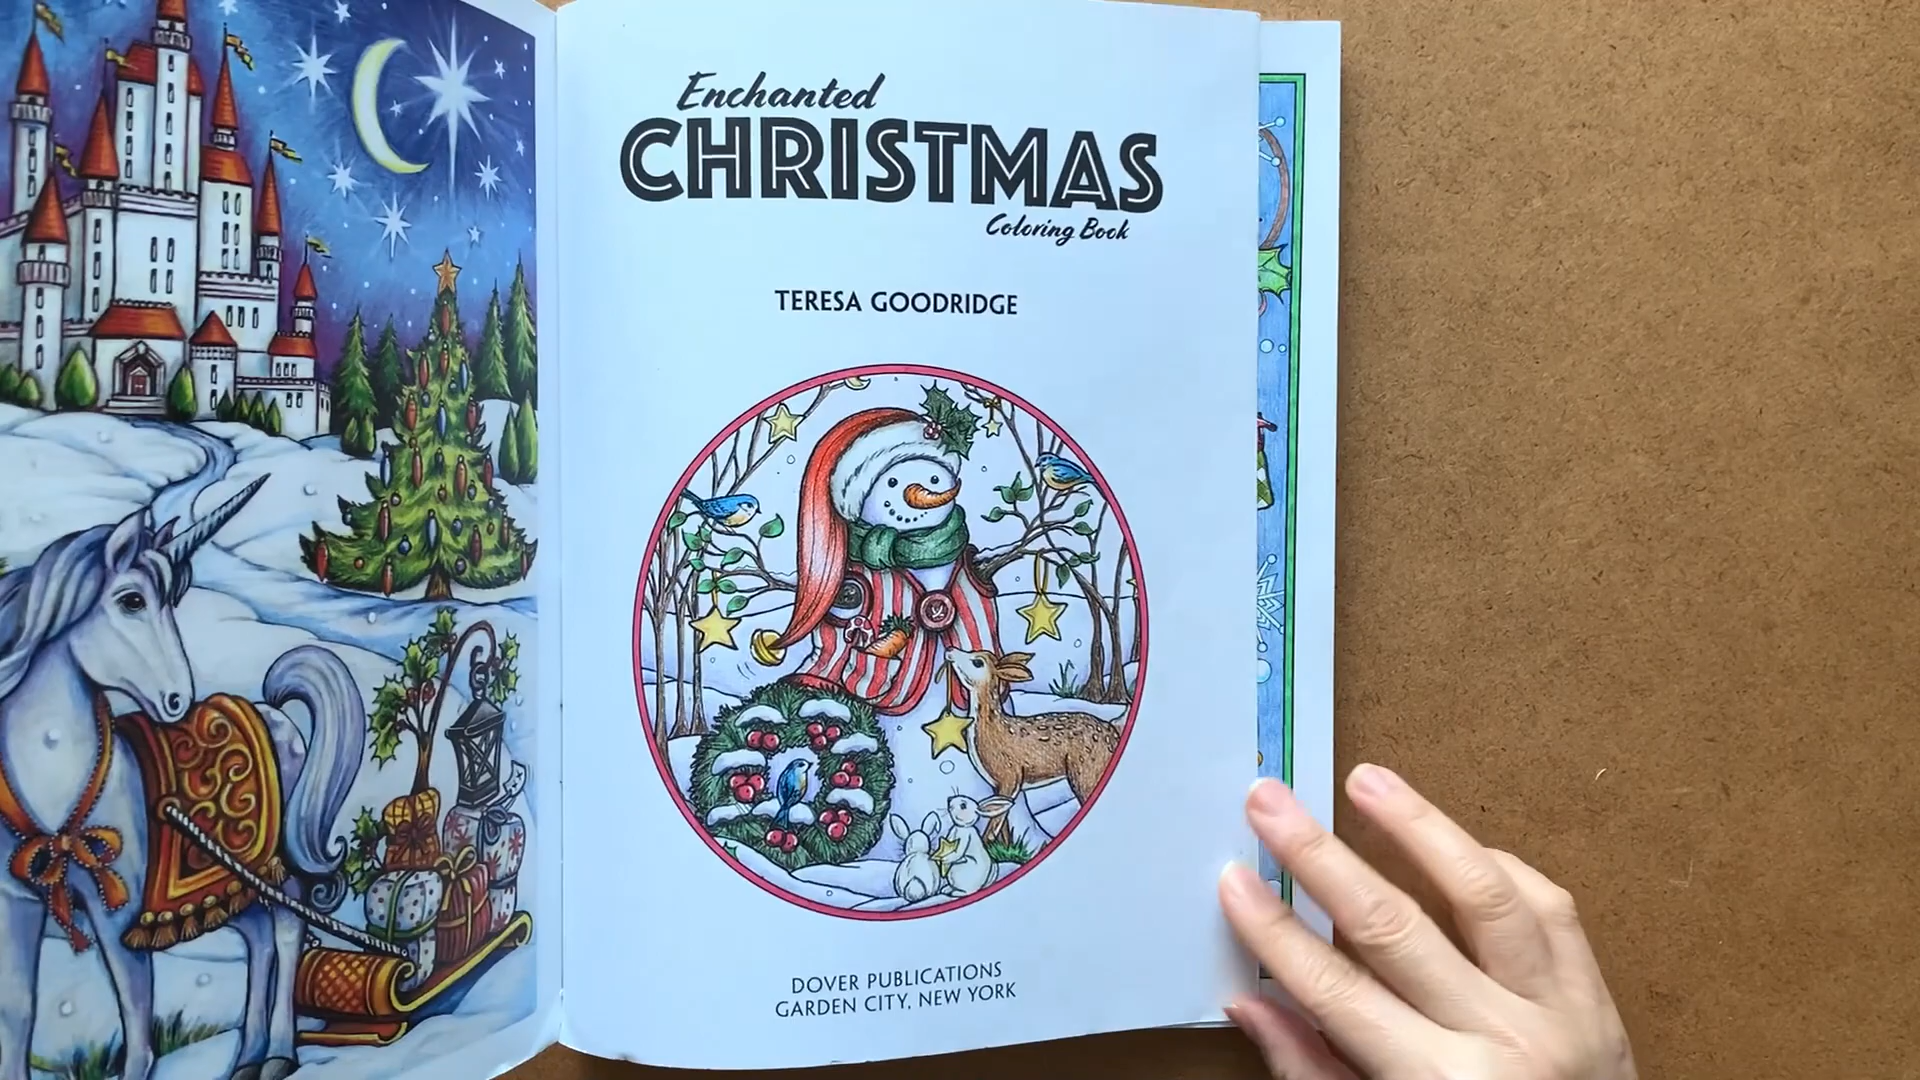 Enchanted
CHRISTMAS
Coloring Book
TERESA GOODRIDGE
DOVER PUBLICATIONS
GARDEN CITY, NEW YORK